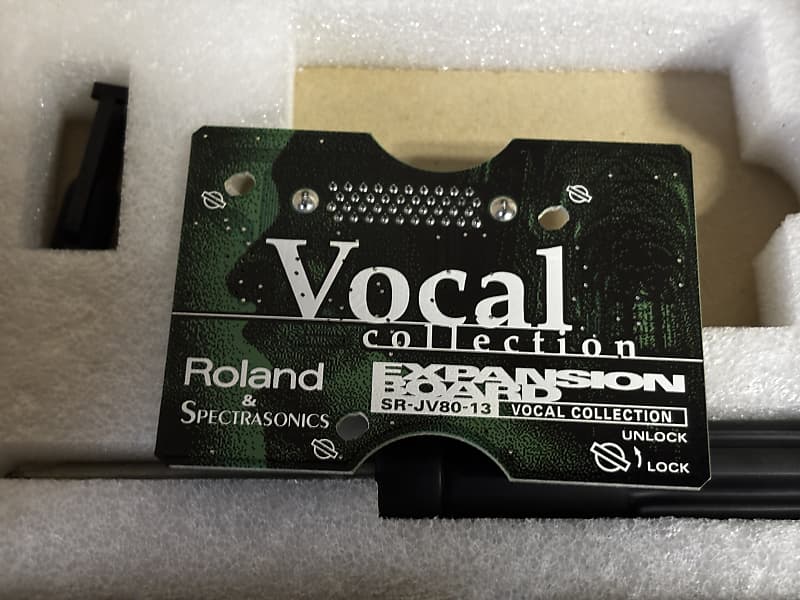 Vocal
collection
Roland
&
SPECTRASONICS
EXPANSION
BOARD
SR-JV80-13
VOCAL COLLECTION
UNLOCK
LOCK